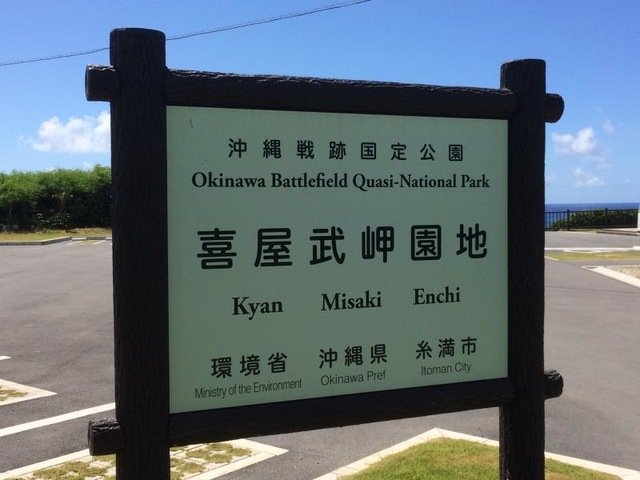 沖縄戦跡国定公園
Okinawa Battlefield Quasi-National Park
喜屋武岬園地
Kyan Misaki Enchi
環境省 沖縄県 糸満市
Ministry of the Environment Okinawa Pref Itoman City